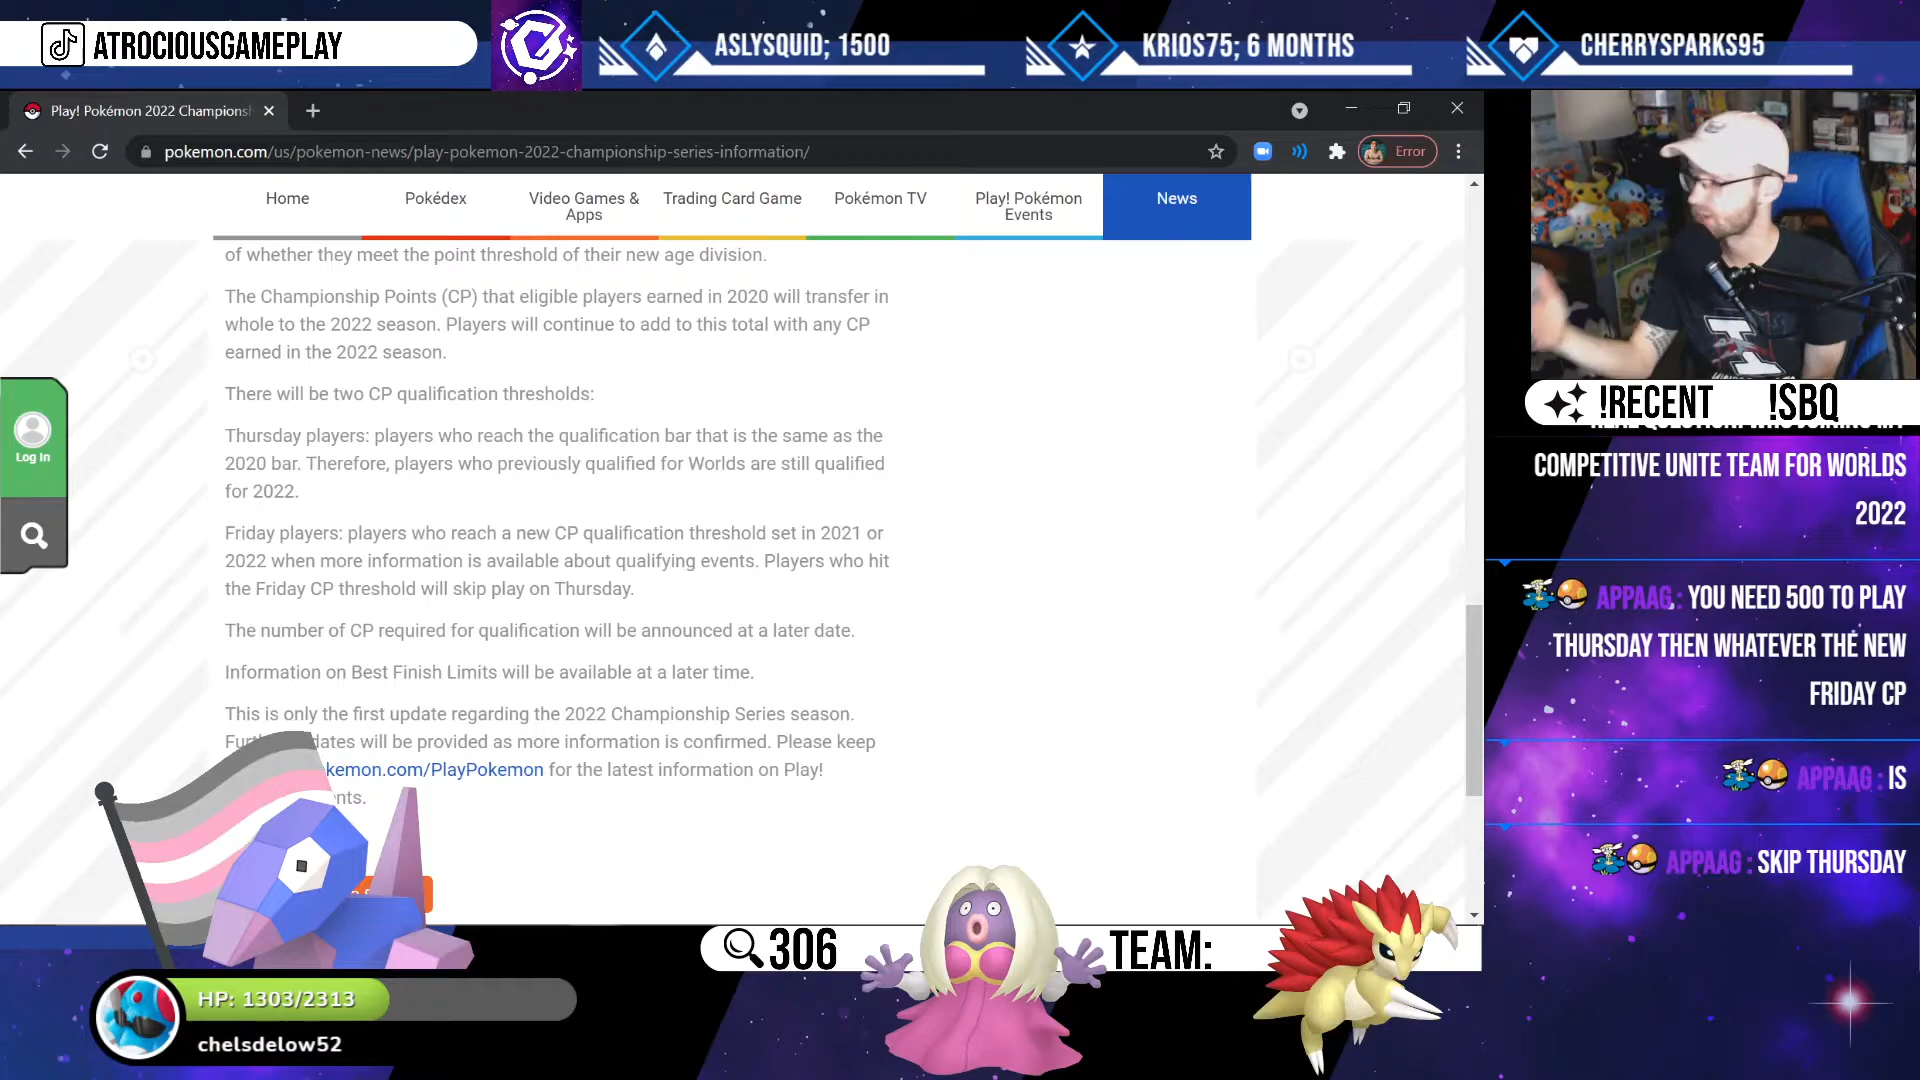 ATROCIOUSGAMEPLAY
ASLYSQUID; 1500
KRIOS75; 6 MONTHS
CHERRYSPARKS95
Play! Pokémon 2022 Champions
pokemon.com/us/pokemon-news/play-pokemon-2022-championship-series-information/
Error
Home
Pokédex
Video Games & Apps
Trading Card Game
Pokémon TV
Play! Pokémon Events
News
of whether they meet the point threshold of their new age division.
The Championship Points (CP) that eligible players earned in 2020 will transfer in
whole to the 2022 season. Players will continue to add to this total with any CP
earned in the 2022 season.
There will be two CP qualification thresholds:
Thursday players: players who reach the qualification bar that is the same as the
2020 bar. Therefore, players who previously qualified for Worlds are still qualified
for 2022.
Friday players: players who reach a new CP qualification threshold set in 2021 or
2022 when more information is available about qualifying events. Players who hit
the Friday CP threshold will skip play on Thursday.
The number of CP required for qualification will be announced at a later date.
Information on Best Finish Limits will be available at a later time.
This is only the first update regarding the 2022 Championship Series season.
dates will be provided as more information is confirmed. Please keep
kemon.com/PlayPokemon for the latest information on Play!
nts.
Log In
!RECENT !SBQ
COMPETITIVE UNITE TEAM FOR WORLDS
2022
APPAAG : YOU NEED 500 TO PLAY
THURSDAY THEN WHATEVER THE NEW
FRIDAY CP
APPAAG : IS
APPAAG : SKIP THURSDAY
306
TEAM:
HP: 1303/2313
chelsdelow52